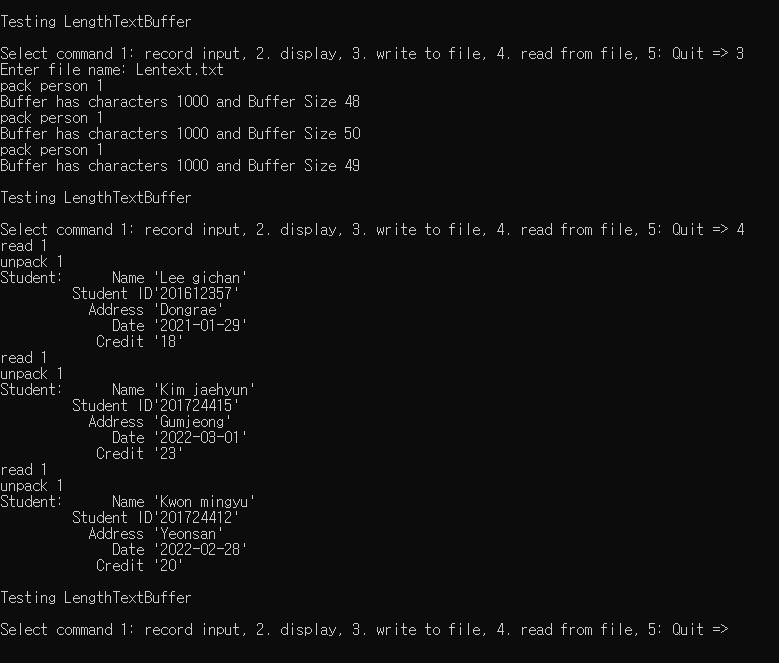 Testing LengthTextBuffer
Select command 1: record input, 2. display, 3. write to file, 4. read from file, 5: Quit => 3
Enter file name: Lentext.txt
pack person 1
Buffer has characters 1000 and Buffer Size 48
pack person 1
Buffer has characters 1000 and Buffer Size 50
pack person 1
Buffer has characters 1000 and Buffer Size 49
Testing LengthTextBuffer
Select command 1: record input, 2. display, 3. write to file, 4. read from file, 5: Quit => 4
read 1
unpack 1
Student:      Name 'Lee gichan'
         Student ID'201612357'
           Address 'Dongrae'
              Date '2021-01-29'
            Credit '18'
read 1
unpack 1
Student:      Name 'Kim jaehyun'
         Student ID'201724415'
           Address 'Gumjeong'
              Date '2022-03-01'
            Credit '23'
read 1
unpack 1
Student:      Name 'Kwon mingyu'
         Student ID'201724412'
           Address 'Yeonsan'
              Date '2022-02-28'
            Credit '20'
Testing LengthTextBuffer
Select command 1: record input, 2. display, 3. write to file, 4. read from file, 5: Quit =>